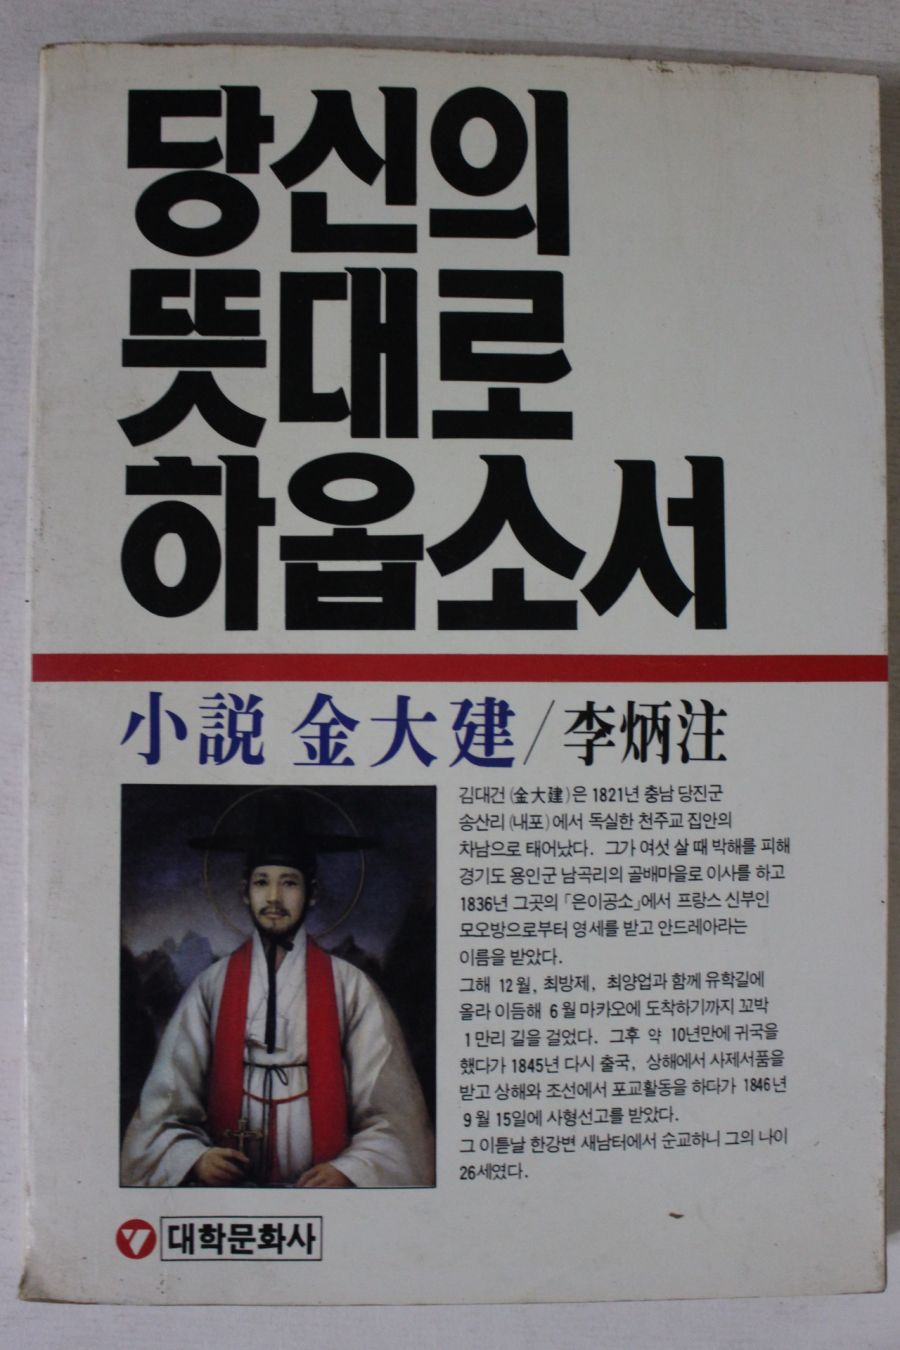 당신의
뜻대로
하옵소서
小説 金大建/李炳注
김대건(金大建)은 1821년 충남 당진군
송산리(내포)에서 독실한 천주교 집안의
차남으로 태어났다. 그가 여섯 살 때 박해를 피해
경기도 용인군 남곡리의 골배마을로 이사를 하고
1836년 그곳의 「은이공소」에서 프랑스 신부인
모오방으로부터 영세를 받고 안드레아라는
이름을 받았다.
그해 12월, 최방제, 최양업과 함께 유학길에
올라 이듬해 6월 마카오에 도착하기까지 꼬박
1만리 길을 걸었다. 그후 약 10년만에 귀국을
했다가 1845년 다시 출국, 상해에서 사제서품을
받고 상해와 조선에서 포교활동을 하다가 1846년
9월 15일에 사형선고를 받았다.
그 이튿날 한강변 새남터에서 순교하니 그의 나이
26세였다.
대학문화사